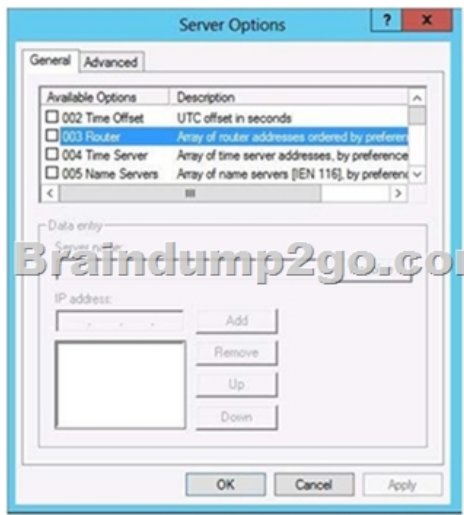 Server Options
?
x
General
Advanced
Available Options
Description
002 Time Offset
UTC offset in seconds
003 Router
Array of router addresses ordered by preferen
004 Time Server
Array of time server addresses, by preference
005 Name Servers
Array of name servers [IEN 116], by preferenc
Data entry
Server name:
Braindump2go.co
IP address:
Add
Remove
Up
Down
OK
Cancel
Apply